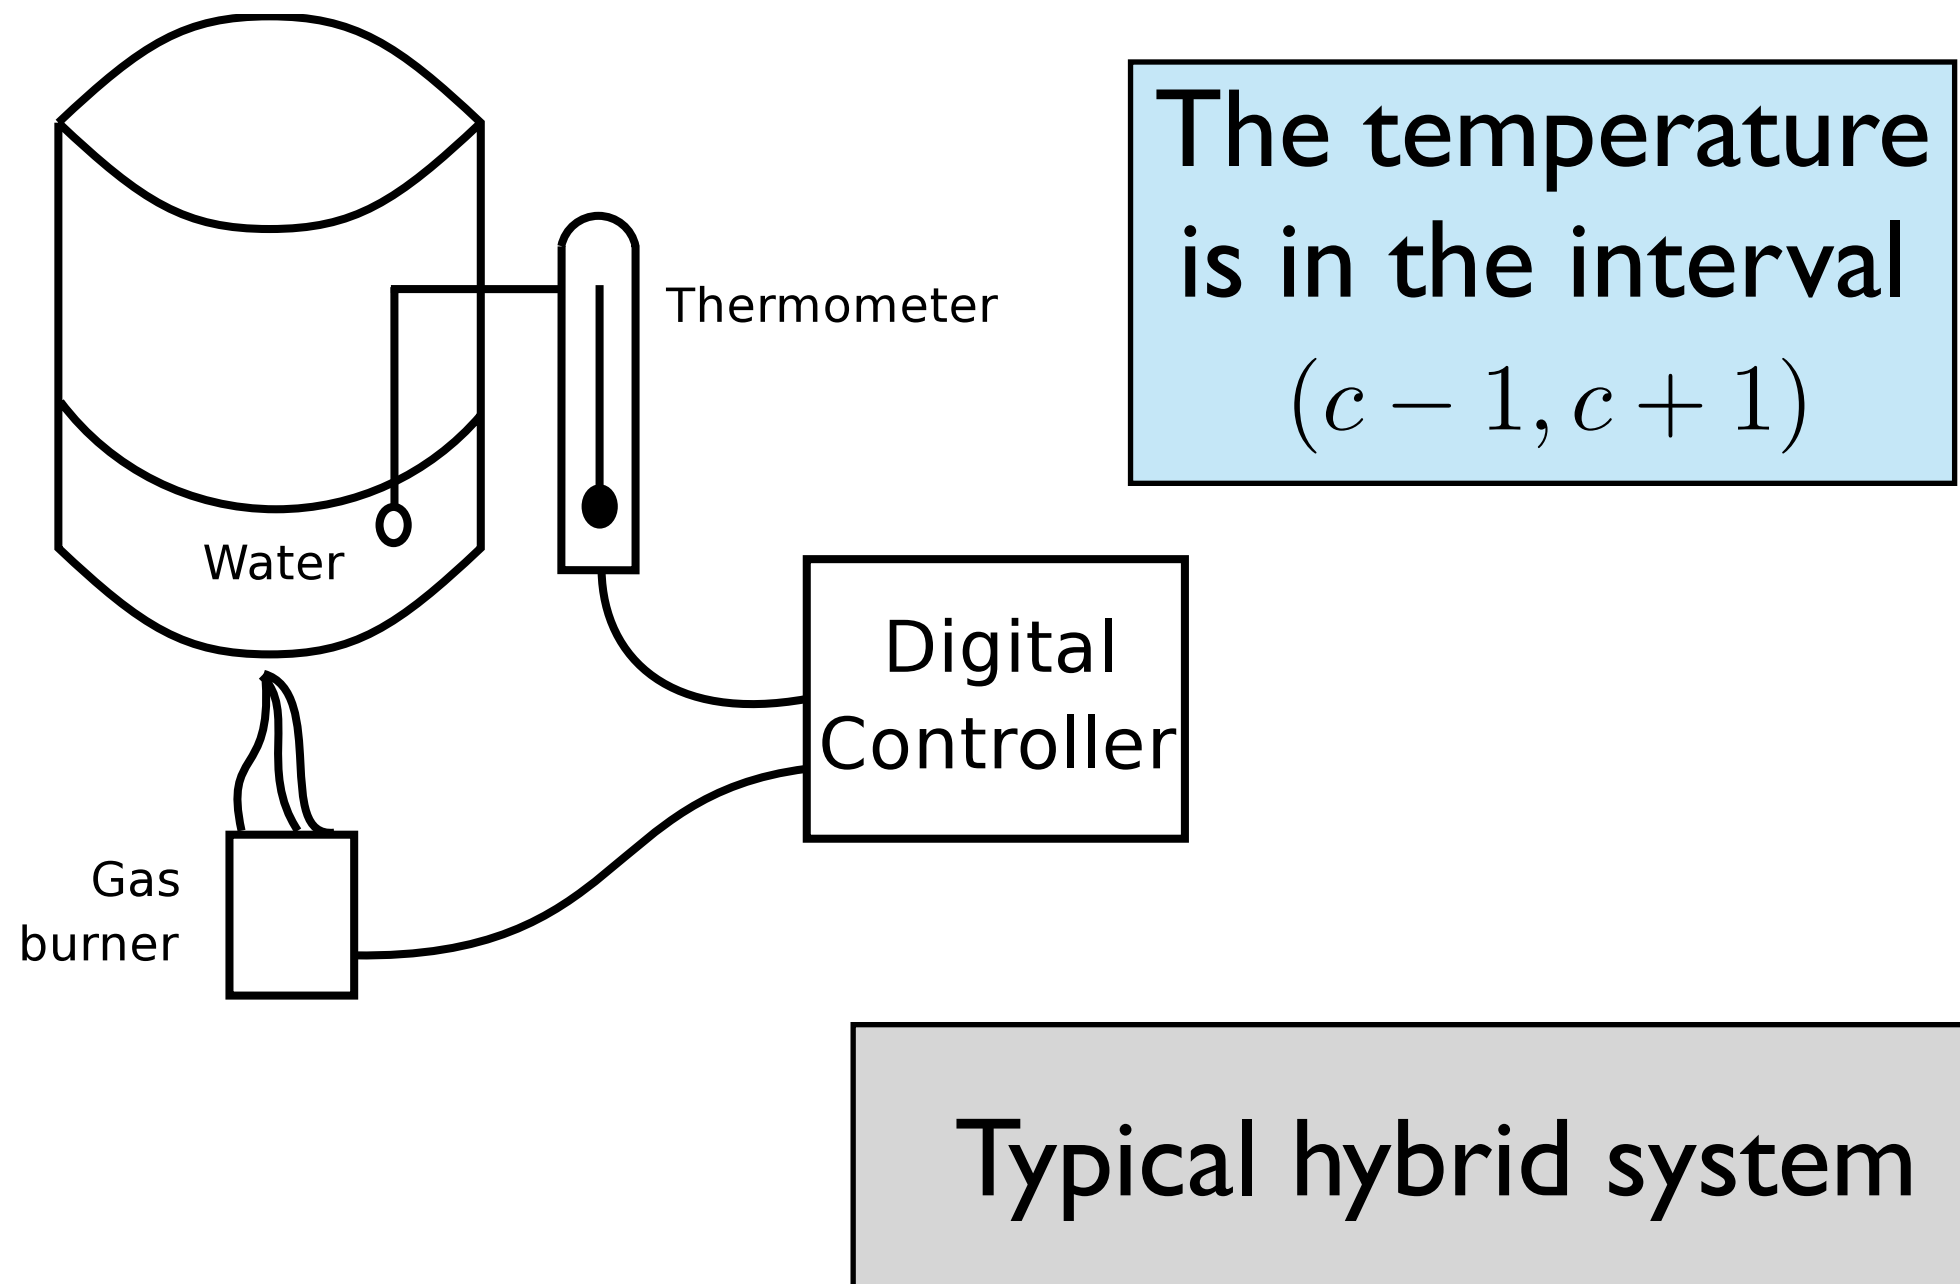 The temperature
is in the interval
(c − 1, c + 1)
Thermometer
Water
Digital
Controller
Gas
burner
Typical hybrid system